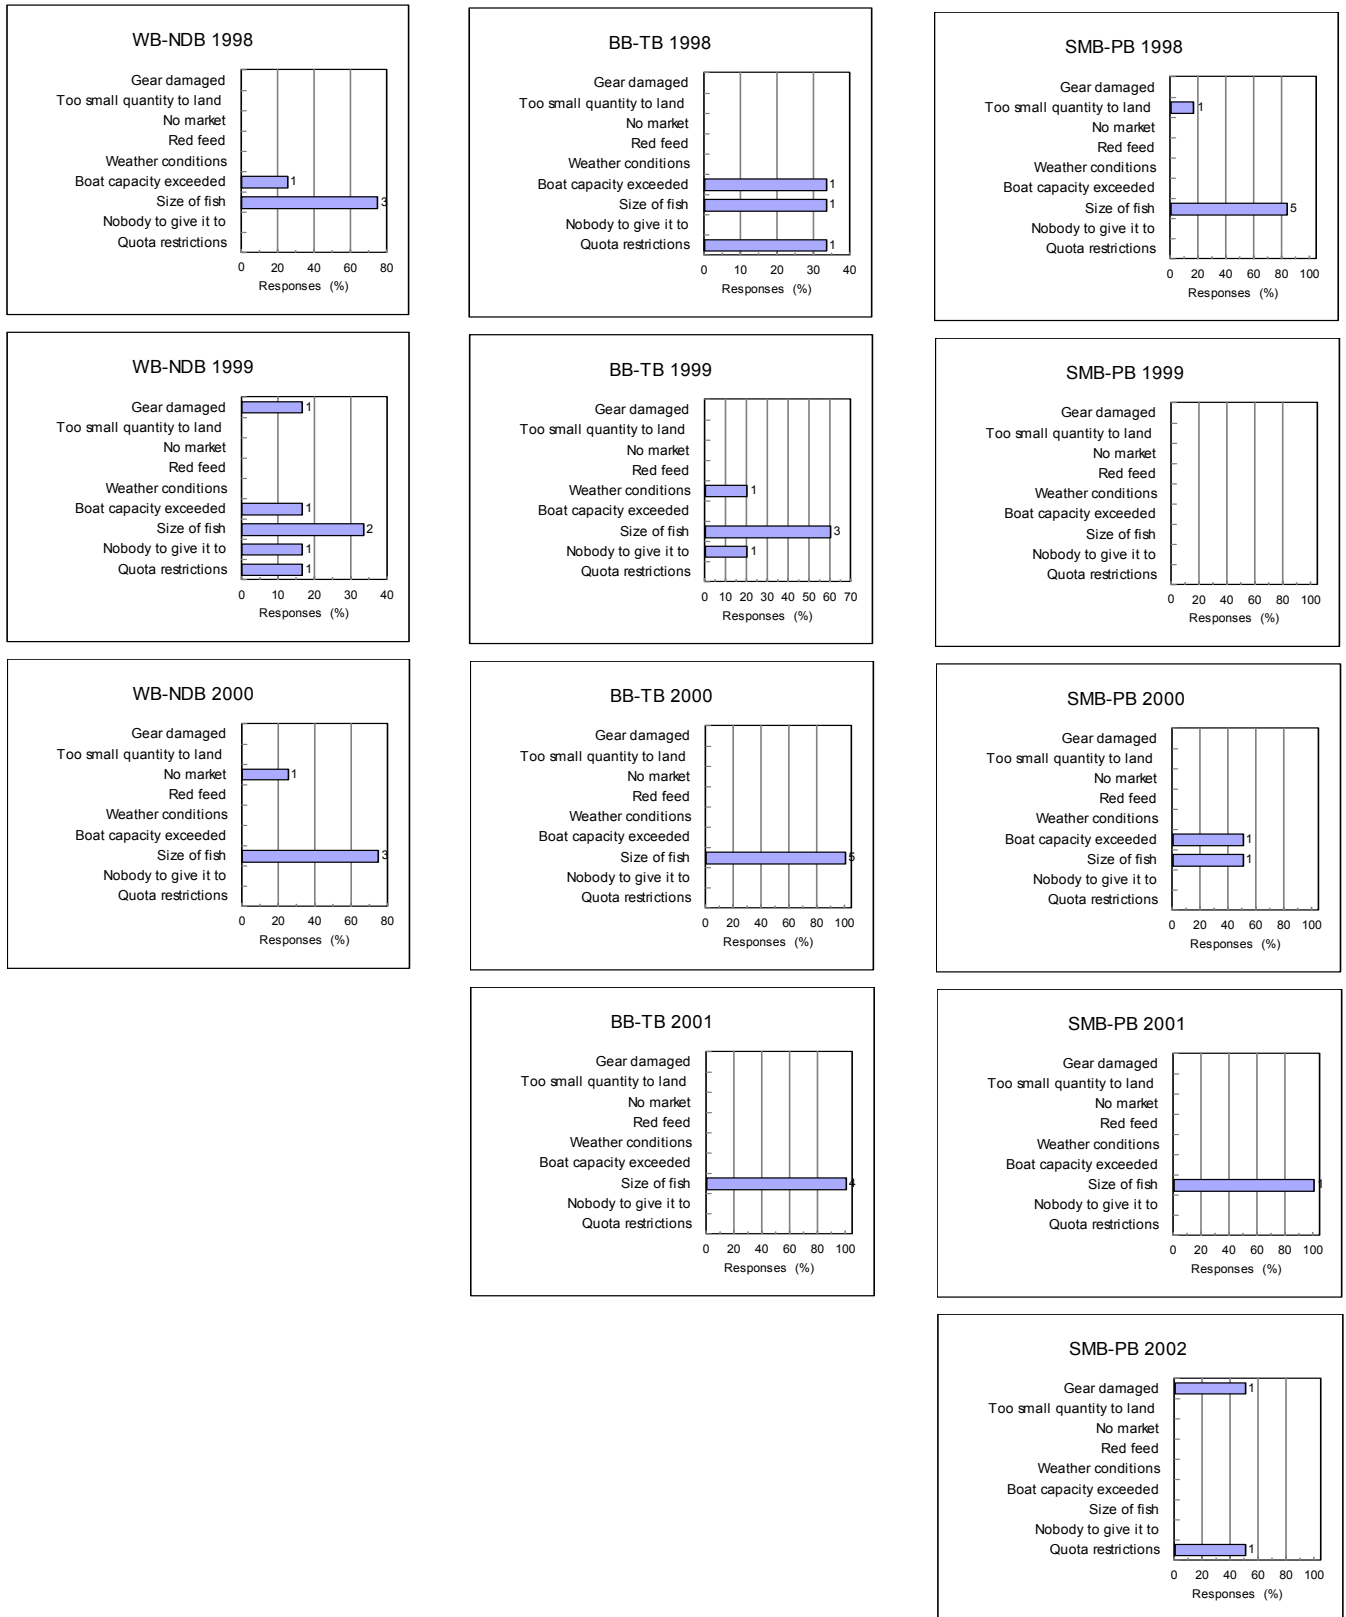 WB-NDB 1998
Gear damaged
Too small quantity to land
No market
Red feed
Weather conditions
Boat capacity exceeded 1
Size of fish 3
Nobody to give it to
Quota restrictions
0 20 40 60 80
Responses (%)
BB-TB 1998
Gear damaged
Too small quantity to land
No market
Red feed
Weather conditions
Boat capacity exceeded 1
Size of fish 1
Nobody to give it to
Quota restrictions 1
0 10 20 30 40
Responses (%)
SMB-PB 1998
Gear damaged
Too small quantity to land 1
No market
Red feed
Weather conditions
Boat capacity exceeded
Size of fish 5
Nobody to give it to
Quota restrictions
0 20 40 60 80 100
Responses (%)
WB-NDB 1999
Gear damaged 1
Too small quantity to land
No market
Red feed
Weather conditions
Boat capacity exceeded 1
Size of fish 2
Nobody to give it to 1
Quota restrictions 1
0 10 20 30 40
Responses (%)
BB-TB 1999
Gear damaged
Too small quantity to land
No market
Red feed
Weather conditions 1
Boat capacity exceeded
Size of fish 3
Nobody to give it to 1
Quota restrictions
0 10 20 30 40 50 60 70
Responses (%)
SMB-PB 1999
Gear damaged
Too small quantity to land
No market
Red feed
Weather conditions
Boat capacity exceeded
Size of fish
Nobody to give it to
Quota restrictions
0 20 40 60 80 100
Responses (%)
WB-NDB 2000
Gear damaged
Too small quantity to land
No market 1
Red feed
Weather conditions
Boat capacity exceeded
Size of fish 3
Nobody to give it to
Quota restrictions
0 20 40 60 80
Responses (%)
BB-TB 2000
Gear damaged
Too small quantity to land
No market
Red feed
Weather conditions
Boat capacity exceeded
Size of fish 5
Nobody to give it to
Quota restrictions
0 20 40 60 80 100
Responses (%)
SMB-PB 2000
Gear damaged
Too small quantity to land
No market
Red feed
Weather conditions
Boat capacity exceeded 1
Size of fish 1
Nobody to give it to
Quota restrictions
0 20 40 60 80 100
Responses (%)
BB-TB 2001
Gear damaged
Too small quantity to land
No market
Red feed
Weather conditions
Boat capacity exceeded
Size of fish 4
Nobody to give it to
Quota restrictions
0 20 40 60 80 100
Responses (%)
SMB-PB 2001
Gear damaged
Too small quantity to land
No market
Red feed
Weather conditions
Boat capacity exceeded
Size of fish 1
Nobody to give it to
Quota restrictions
0 20 40 60 80 100
Responses (%)
SMB-PB 2002
Gear damaged 1
Too small quantity to land
No market
Red feed
Weather conditions
Boat capacity exceeded
Size of fish
Nobody to give it to
Quota restrictions 1
0 20 40 60 80 100
Responses (%)